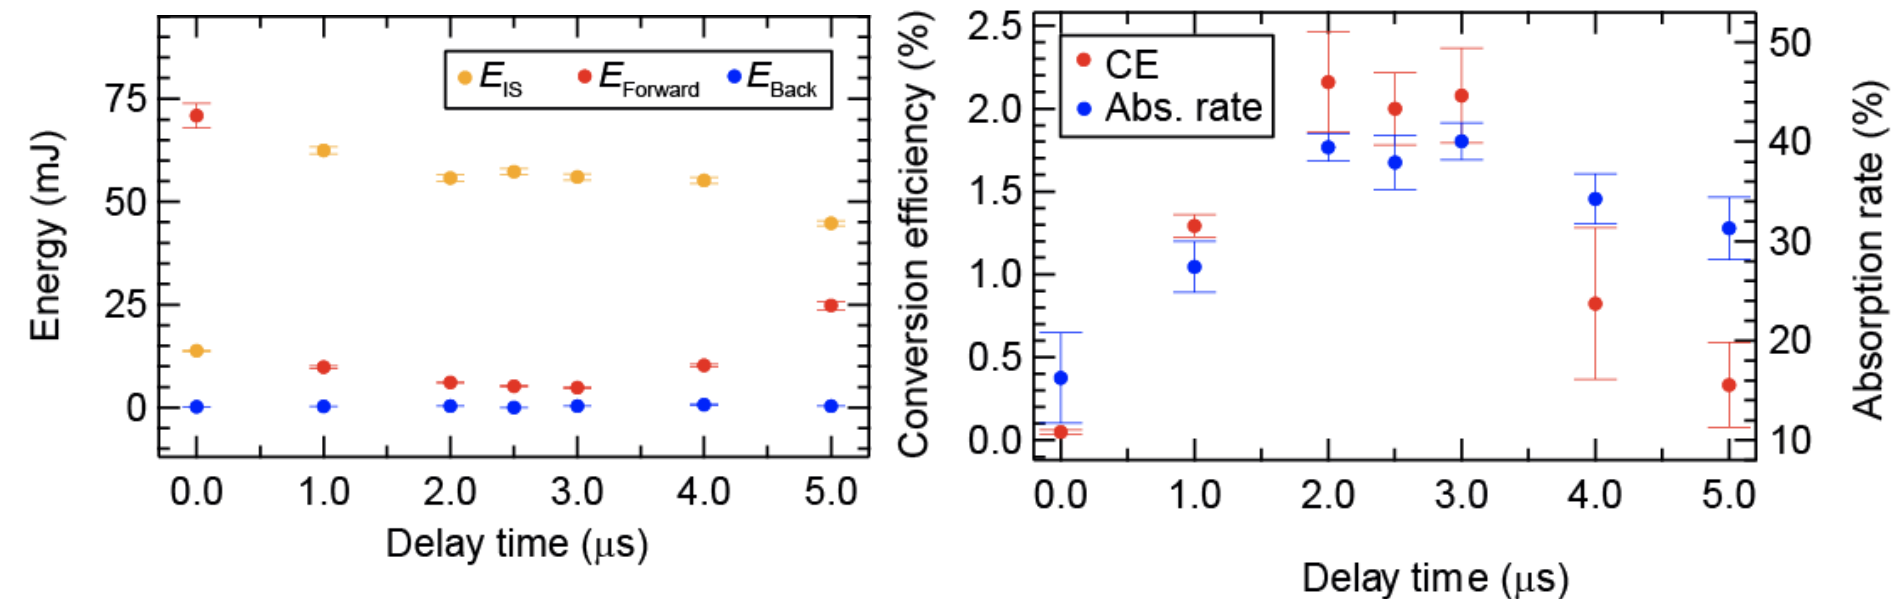 Energy (mJ)
75
50
25
0
E_IS E_Forward E_Back
0.0 1.0 2.0 3.0 4.0 5.0
Delay time (μs)
Conversion efficiency (%)
2.5
2.0
1.5
1.0
0.5
0.0
CE
Abs. rate
50
40
30
20
10
Absorption rate (%)
0.0 1.0 2.0 3.0 4.0 5.0
Delay time (μs)